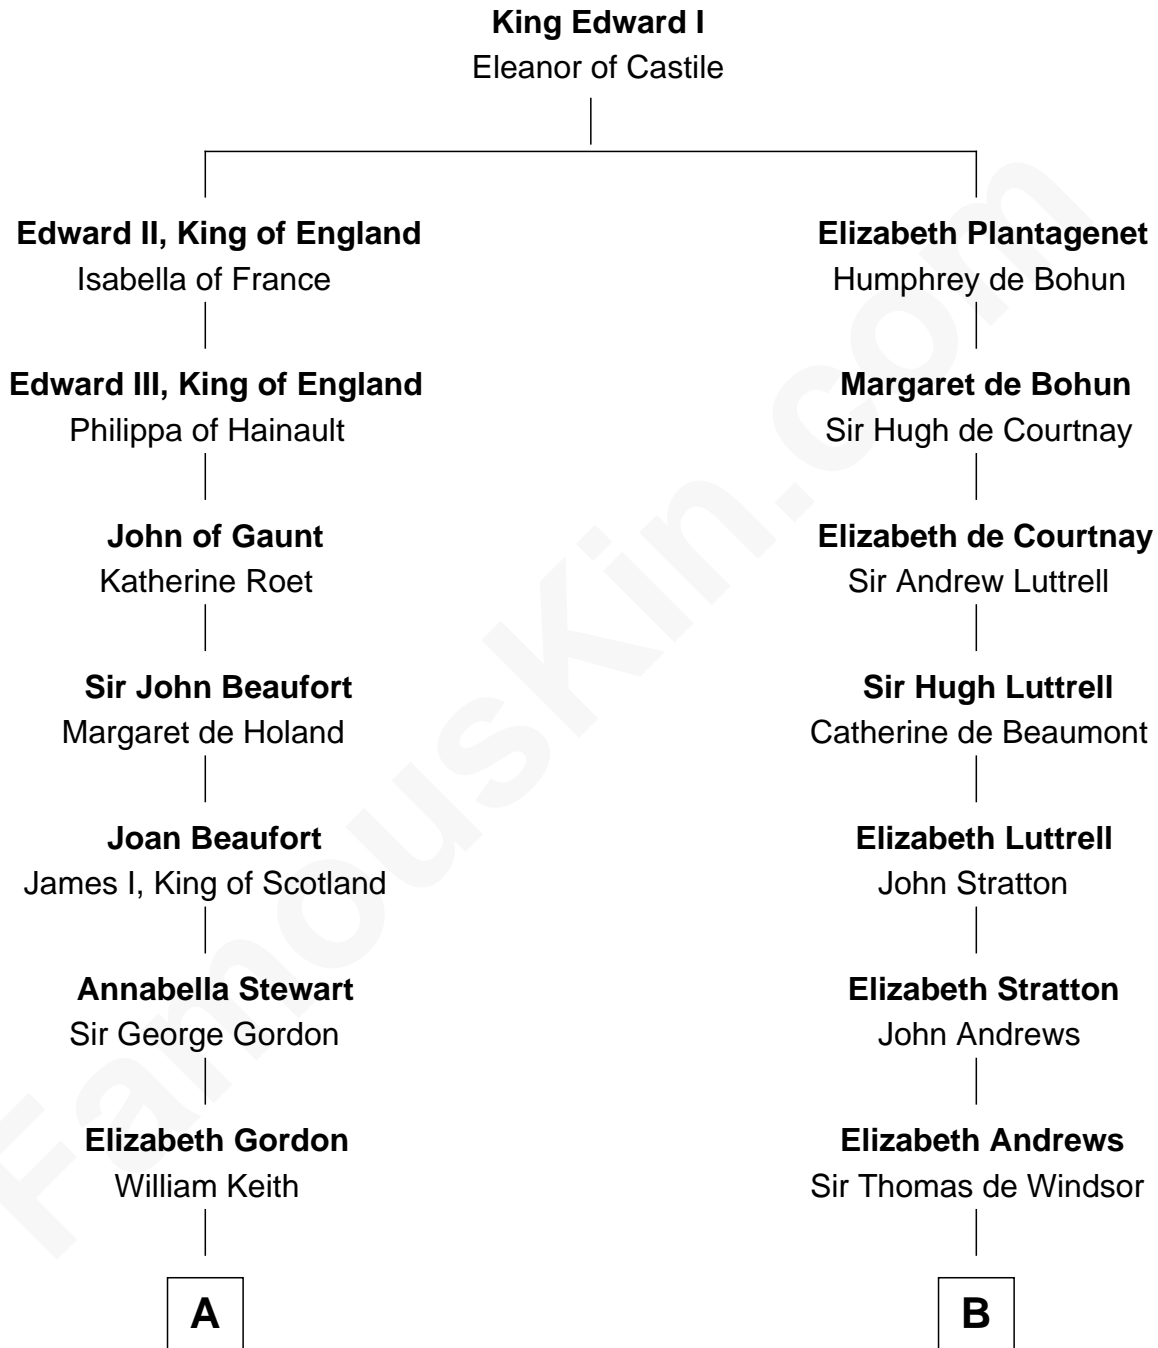 King Edward I
Eleanor of Castile
Edward II, King of England
Isabella of France
Edward III, King of England
Philippa of Hainault
John of Gaunt
Katherine Roet
Sir John Beaufort
Margaret de Holand
Joan Beaufort
James I, King of Scotland
Annabella Stewart
Sir George Gordon
Elizabeth Gordon
William Keith
A
Elizabeth Plantagenet
Humphrey de Bohun
Margaret de Bohun
Sir Hugh de Courtnay
Elizabeth de Courtnay
Sir Andrew Luttrell
Sir Hugh Luttrell
Catherine de Beaumont
Elizabeth Luttrell
John Stratton
Elizabeth Stratton
John Andrews
Elizabeth Andrews
Sir Thomas de Windsor
B
FamousKin.com